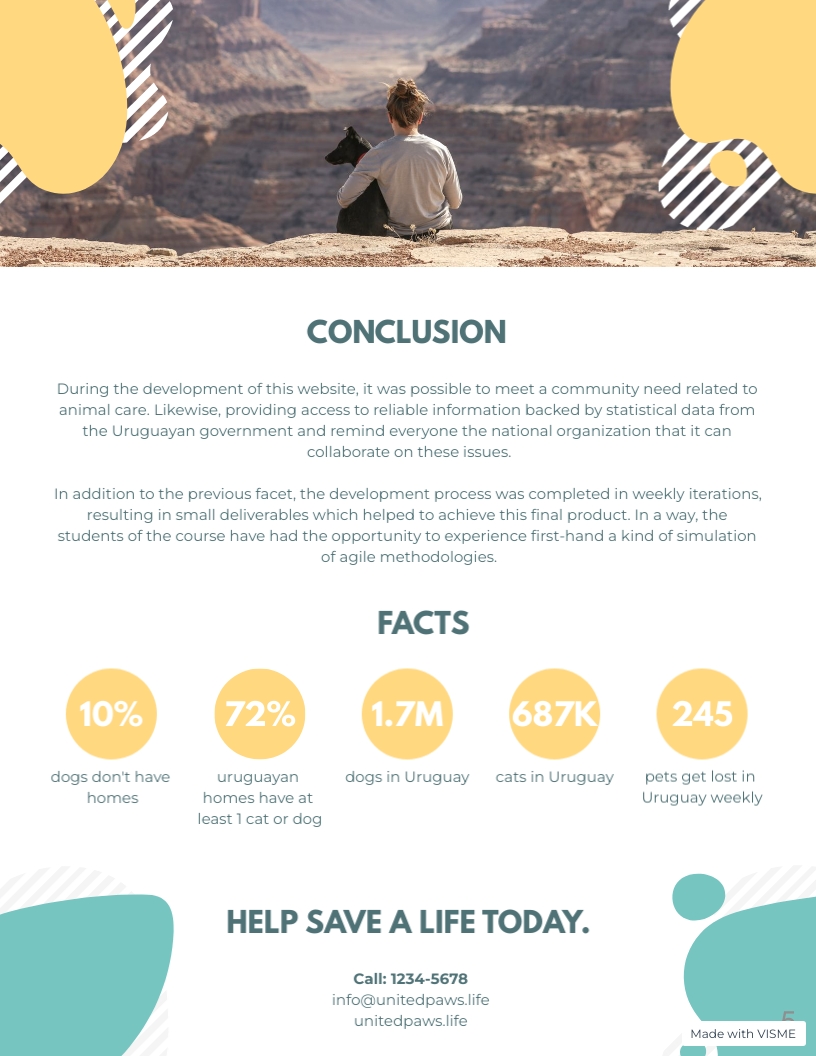 CONCLUSION
During the development of this website, it was possible to meet a community need related to
animal care. Likewise, providing access to reliable information backed by statistical data from
the Uruguayan government and remind everyone the national organization that it can
collaborate on these issues.
In addition to the previous facet, the development process was completed in weekly iterations,
resulting in small deliverables which helped to achieve this final product. In a way, the
students of the course have had the opportunity to experience first-hand a kind of simulation
of agile methodologies.
FACTS
10%
dogs don't have
homes
72%
uruguayan
homes have at
least 1 cat or dog
1.7M
dogs in Uruguay
687K
cats in Uruguay
245
pets get lost in
Uruguay weekly
HELP SAVE A LIFE TODAY.
Call: 1234-5678
info@unitedpaws.life
unitedpaws.life
5
Made with VISME